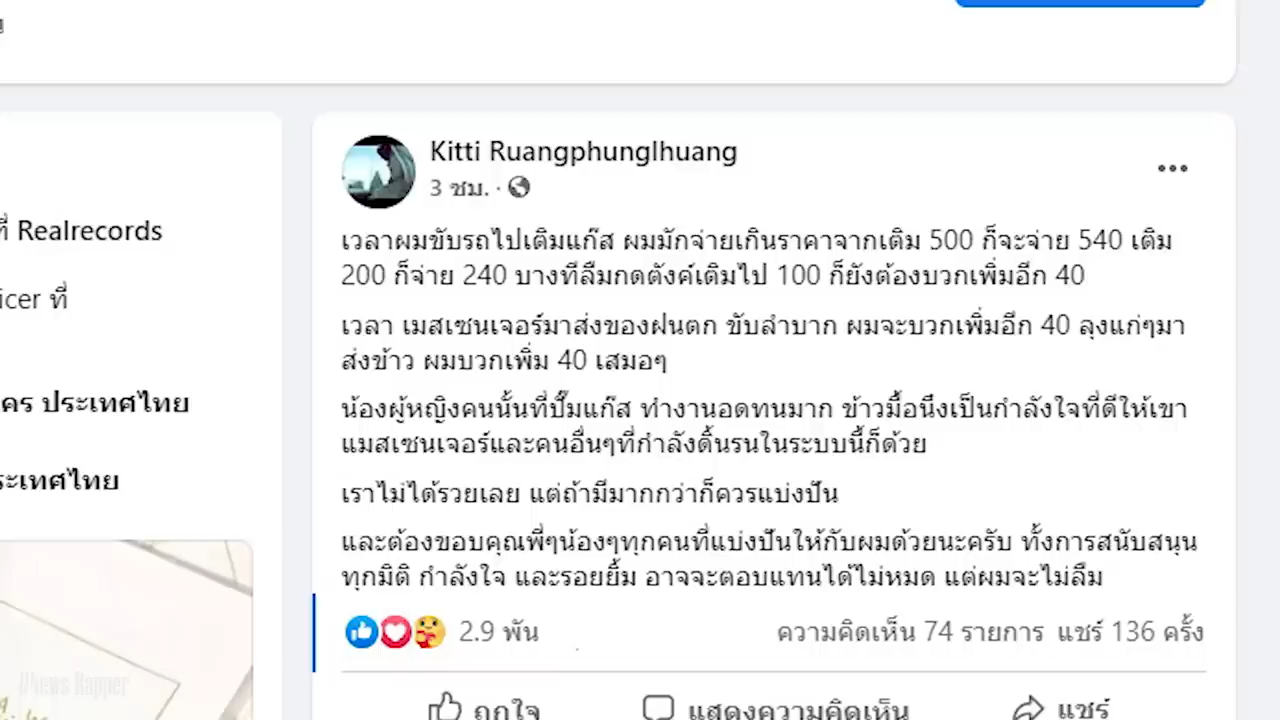 Kitti Ruangphunglhuang
3 ชม.
ที่ Realrecords
icer ที่
คร ประเทศไทย
ระเทศไทย
เวลาผมขับรถไปเติมแก๊ส ผมมักจ่ายเกินราคาจากเติม 500 ก็จะจ่าย 540 เติม
200 ก็จ่าย 240 บางทีลืมกดตังค์เติมไป 100 ก็ยังต้องบวกเพิ่มอีก 40
เวลา เมสเซนเจอร์มาส่งของฝนตก ขับลำบาก ผมจะบวกเพิ่มอีก 40 ลุงแก่ๆมา
ส่งข้าว ผมบวกเพิ่ม 40 เสมอๆ
น้องผู้หญิงคนนั้นที่ปั๊มแก๊ส ทำงานอดทนมาก ข้าวมื้อนึงเป็นกำลังใจที่ดีให้เขา
แมสเซนเจอร์และคนอื่นๆที่กำลังดิ้นรนในระบบนี้ก็ด้วย
เราไม่ได้รวยเลย แต่ถ้ามีมากกว่าก็ควรแบ่งปัน
และต้องขอบคุณพี่ๆน้องๆทุกคนที่แบ่งปันให้กับผมด้วยนะครับ ทั้งการสนับสนุน
ทุกมิติ กำลังใจ และรอยยิ้ม อาจจะตอบแทนได้ไม่หมด แต่ผมจะไม่ลืม
2.9 พัน
ความคิดเห็น 74 รายการ แชร์ 136 ครั้ง
ถูกใจ
แสดงความคิดเห็น
แชร์
//News Rapper